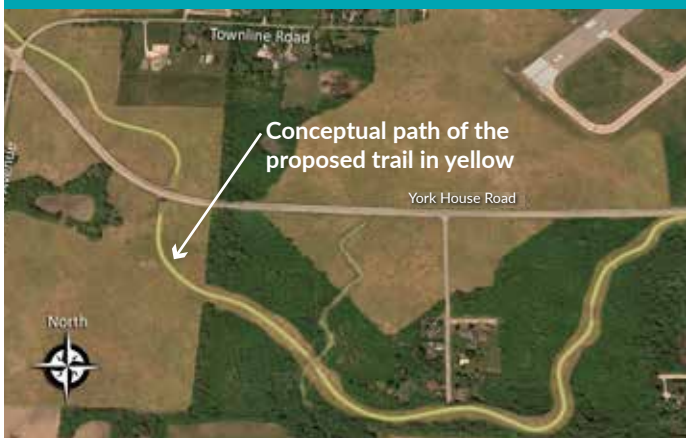 Townline Road
Conceptual path of the
proposed trail in yellow
York House Road
North